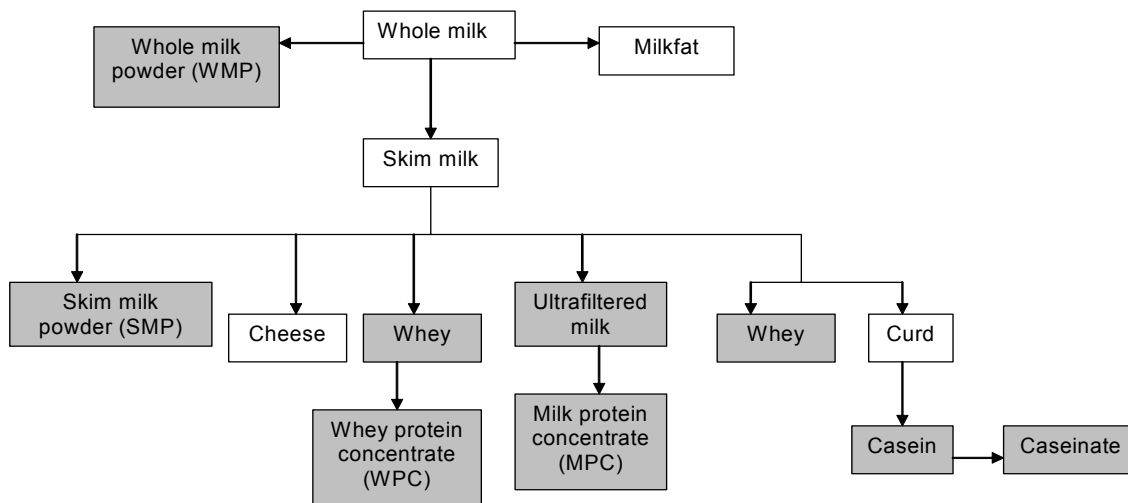 Whole milk
Whole milk
powder (WMP)
Milkfat
Skim milk
Skim milk
powder (SMP)
Cheese
Whey
Ultrafiltered
milk
Whey
Curd
Whey protein
concentrate
(WPC)
Milk protein
concentrate
(MPC)
Casein
Caseinate